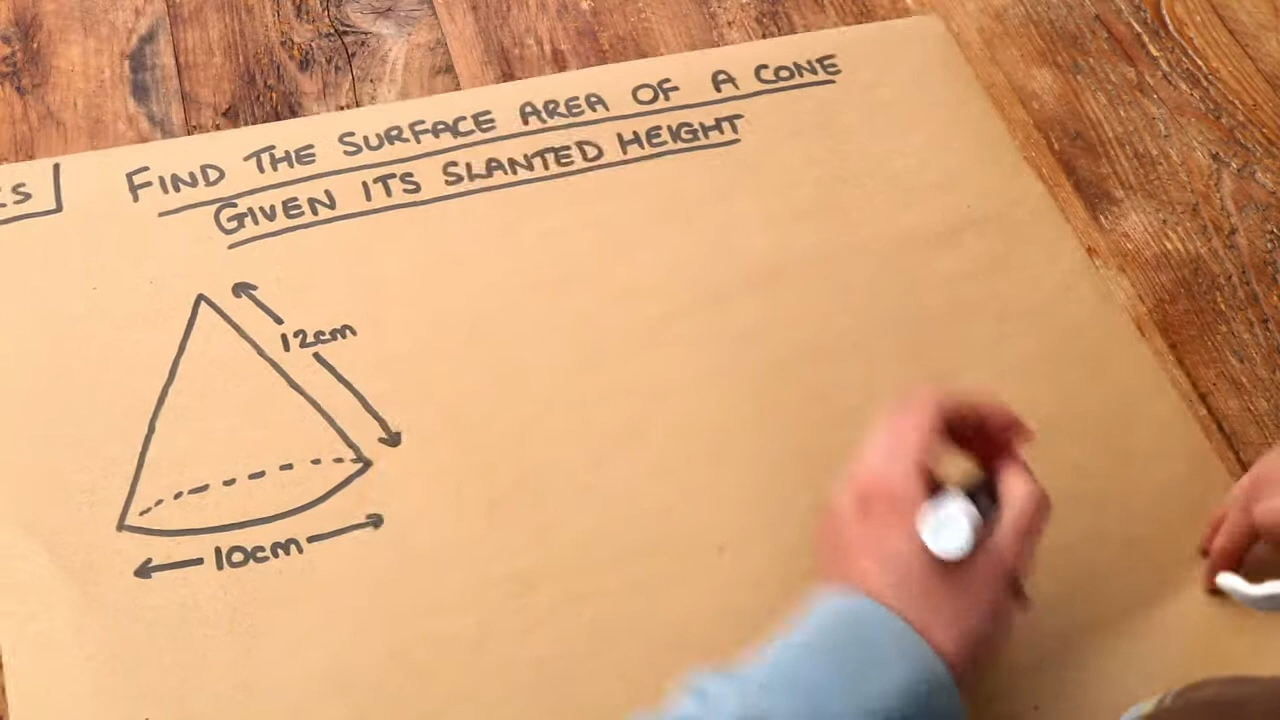 FIND THE SURFACE AREA OF A CONE
GIVEN ITS SLANTED HEIGHT
12cm
10cm